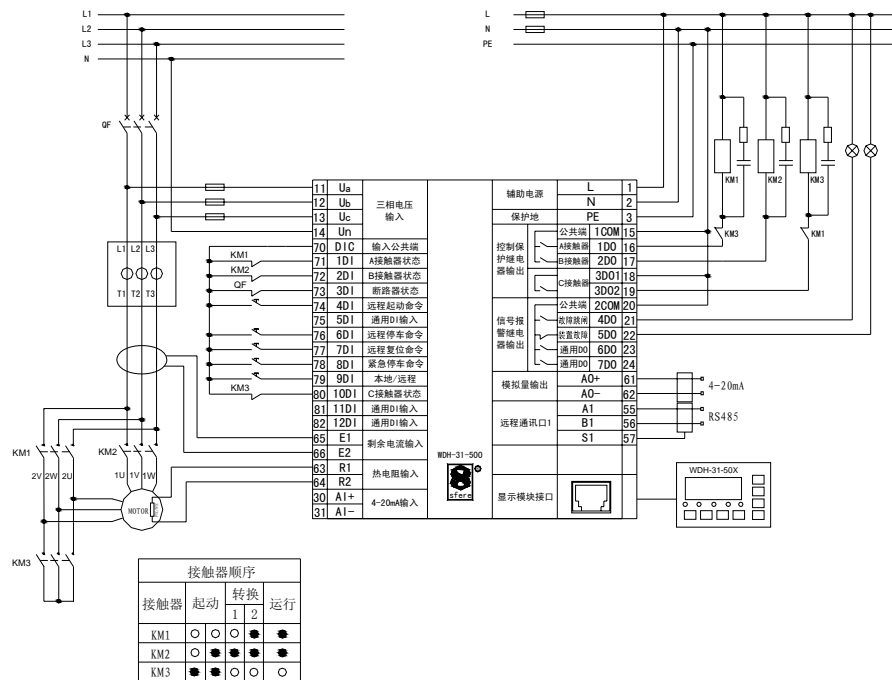 L1
L2
L3
N
L
N
PE
QF
KM1
KM2
KM3
KM3
KM1
L1 L2 L3
T1 T2 T3
KM1
KM2
QF
KM3
11 Ua
12 Ub
13 Uc
14 Un
三相电压
输入
70 DIC 输入公共端
71 1DI A接触器状态
72 2DI B接触器状态
73 3DI 断路器状态
74 4DI 远程起动命令
75 5DI 通用DI输入
76 6DI 远程停车命令
77 7DI 远程复位命令
78 8DI 紧急停车命令
79 9DI 本地/远程
80 10DI C接触器状态
81 11DI 通用DI输入
82 12DI 通用DI输入
65 E1
66 E2
剩余电流输入
63 R1
64 R2
热电阻输入
30 AI+
31 AI-
4-20mA输入
WDH-31-500
sfere
辅助电源
L 1
N 2
保护地 PE 3
控制保
护继电
器输出
公共端 1COM 15
A接触器 1DO 16
B接触器 2DO 17
C接触器
3DO1 18
3DO2 19
信号报
警继电
器输出
公共端 2COM 20
故障跳闸 4DO 21
装置故障 5DO 22
通用DO 6DO 23
通用DO 7DO 24
模拟量输出
AO+ 61
AO- 62
远程通讯口1
A1 55
B1 56
S1 57
显示模块接口
4-20mA
RS485
WDH-31-50X
KM1
KM2
2V 2W 2U
1U 1V 1W
MOTOR
KM3
接触器顺序
接触器 起动 转换 运行
1 2
KM1
KM2
KM3